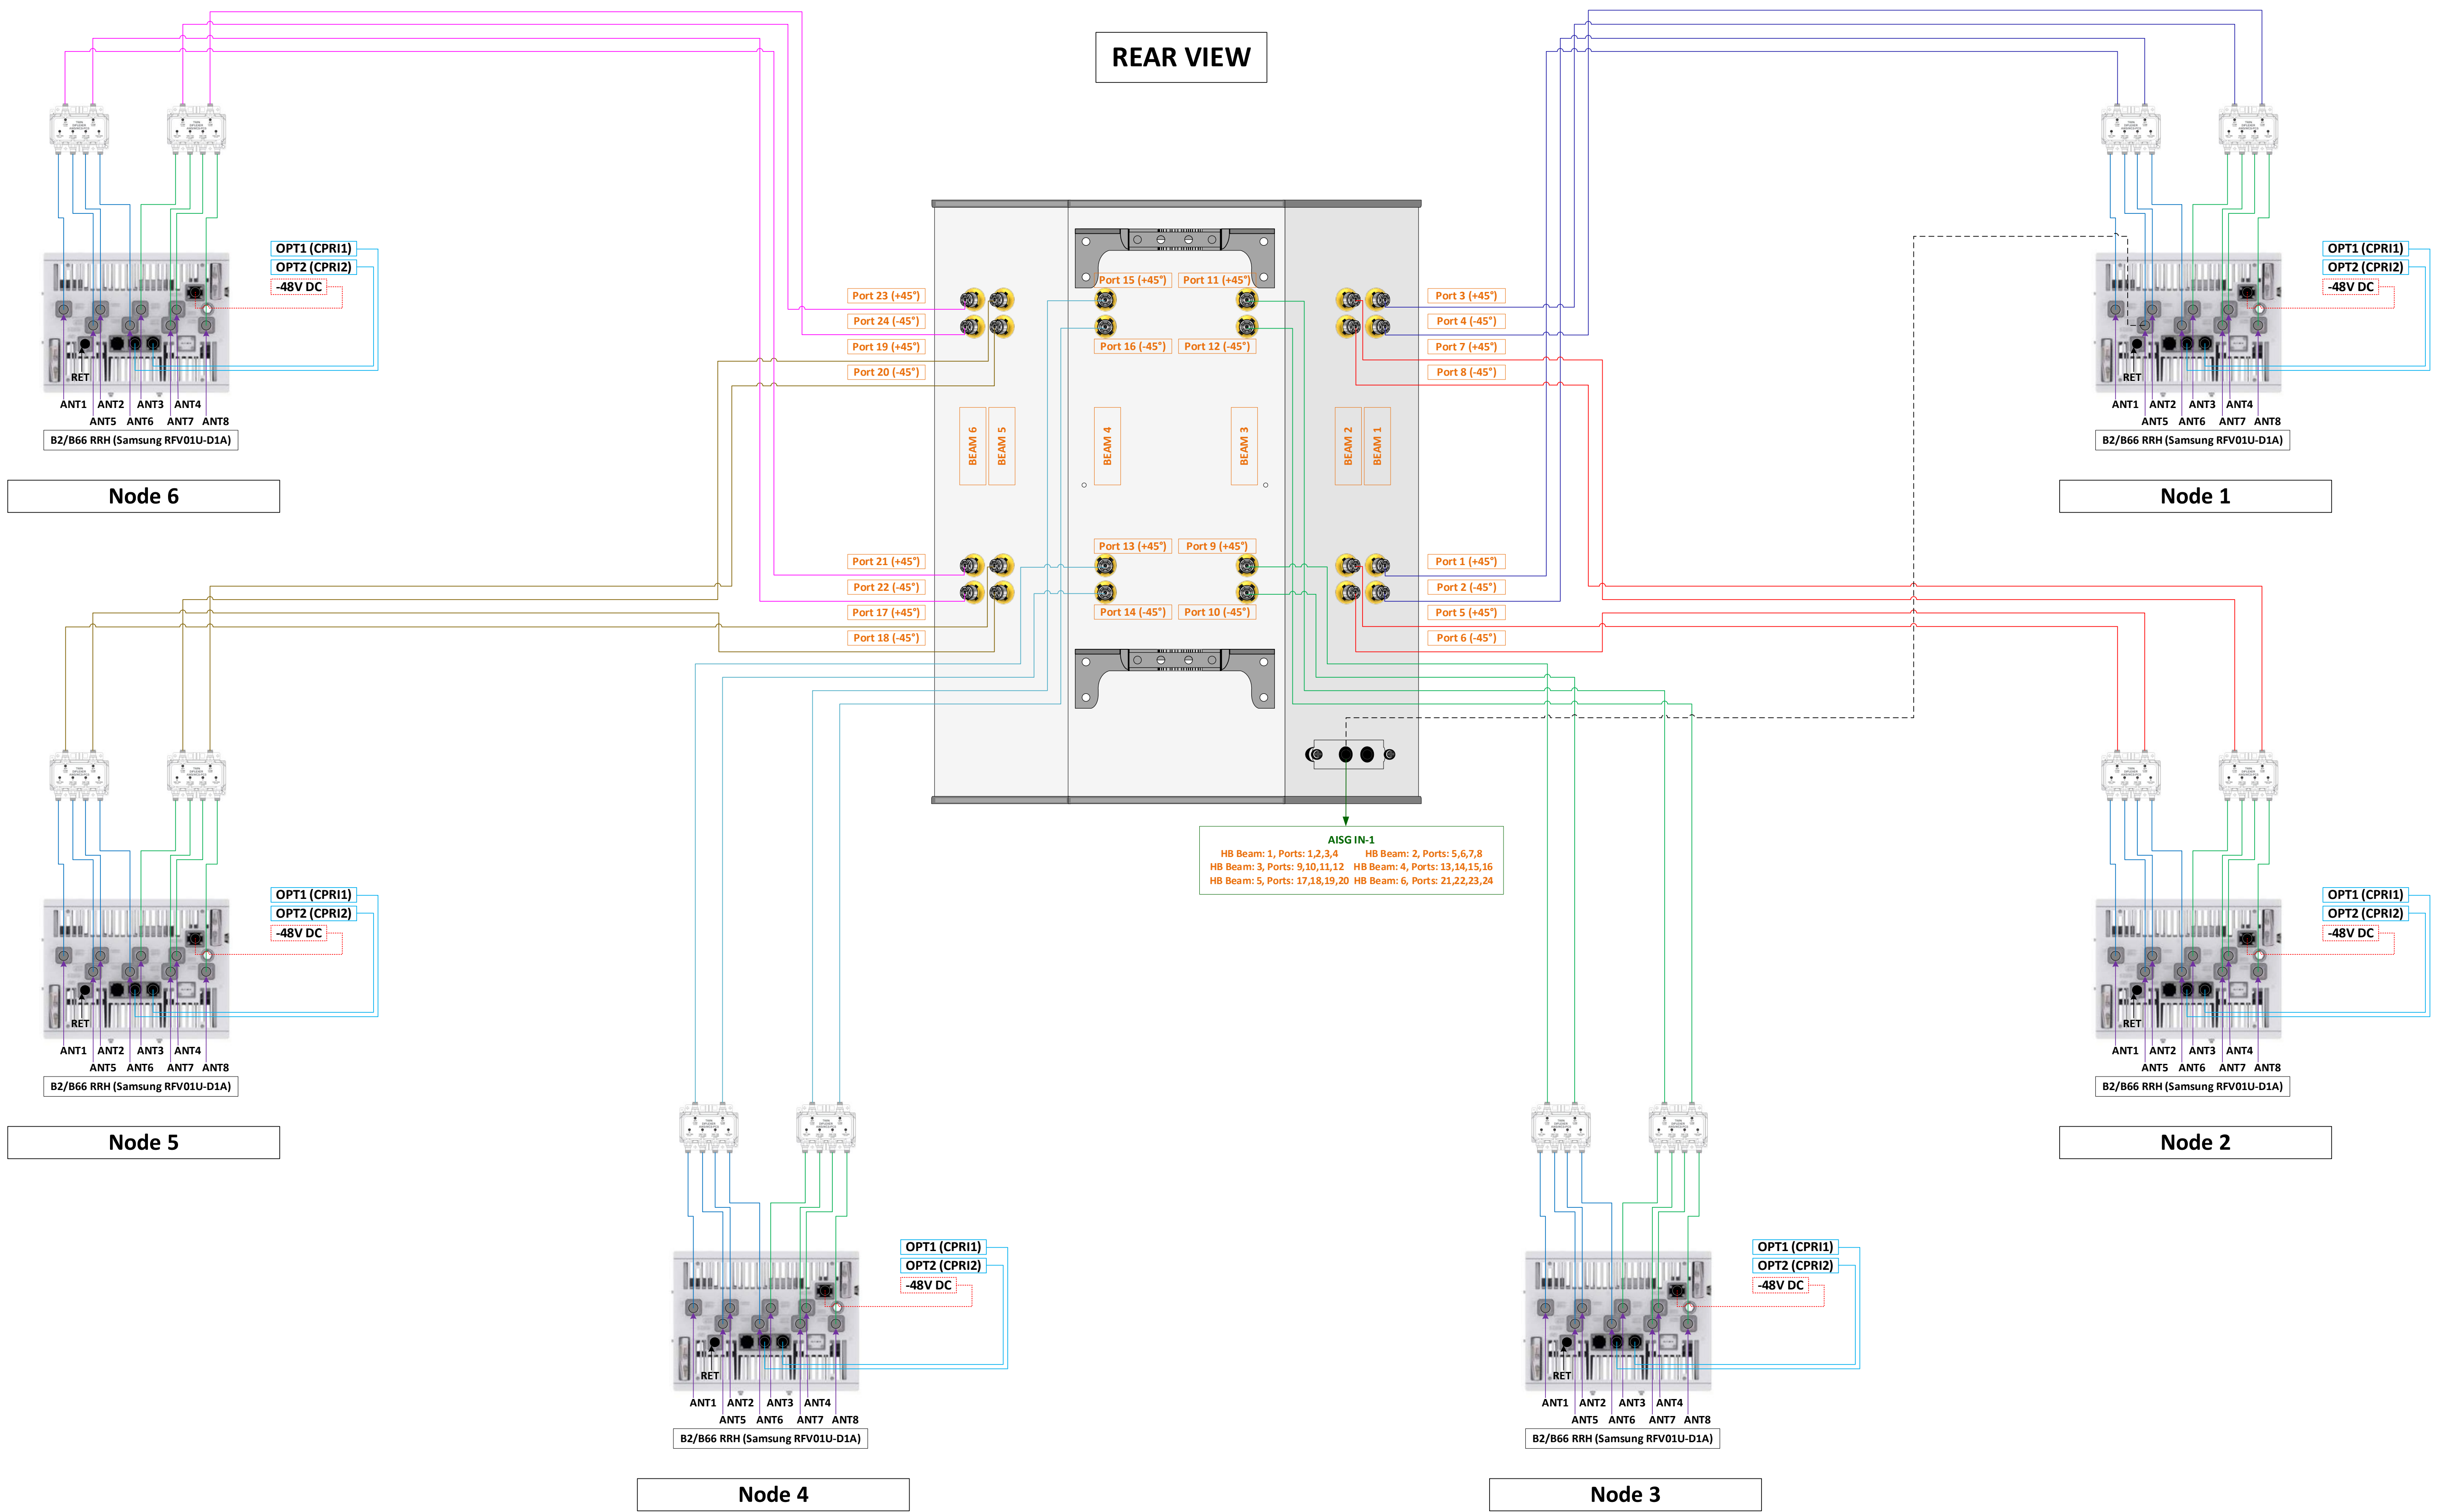 REAR VIEW
OPT1 (CPRI1)
OPT2 (CPRI2)
-48V DC
RET
ANT1 ANT2 ANT3 ANT4
ANT5 ANT6 ANT7 ANT8
B2/B66 RRH (Samsung RFV01U-D1A)
Node 6
Port 23 (+45°)
Port 24 (-45°)
Port 19 (+45°)
Port 20 (-45°)
Port 15 (+45°) Port 11 (+45°)
Port 16 (-45°) Port 12 (-45°)
Port 3 (+45°)
Port 4 (-45°)
Port 7 (+45°)
Port 8 (-45°)
BEAM 6
BEAM 5
BEAM 4
BEAM 3
BEAM 2
BEAM 1
OPT1 (CPRI1)
OPT2 (CPRI2)
-48V DC
RET
ANT1 ANT2 ANT3 ANT4
ANT5 ANT6 ANT7 ANT8
B2/B66 RRH (Samsung RFV01U-D1A)
Node 1
Port 21 (+45°)
Port 22 (-45°)
Port 17 (+45°)
Port 18 (-45°)
Port 13 (+45°) Port 9 (+45°)
Port 14 (-45°) Port 10 (-45°)
Port 1 (+45°)
Port 2 (-45°)
Port 5 (+45°)
Port 6 (-45°)
AISG IN-1
HB Beam: 1, Ports: 1,2,3,4 HB Beam: 2, Ports: 5,6,7,8
HB Beam: 3, Ports: 9,10,11,12 HB Beam: 4, Ports: 13,14,15,16
HB Beam: 5, Ports: 17,18,19,20 HB Beam: 6, Ports: 21,22,23,24
OPT1 (CPRI1)
OPT2 (CPRI2)
-48V DC
RET
ANT1 ANT2 ANT3 ANT4
ANT5 ANT6 ANT7 ANT8
B2/B66 RRH (Samsung RFV01U-D1A)
Node 5
OPT1 (CPRI1)
OPT2 (CPRI2)
-48V DC
RET
ANT1 ANT2 ANT3 ANT4
ANT5 ANT6 ANT7 ANT8
B2/B66 RRH (Samsung RFV01U-D1A)
Node 2
OPT1 (CPRI1)
OPT2 (CPRI2)
-48V DC
RET
ANT1 ANT2 ANT3 ANT4
ANT5 ANT6 ANT7 ANT8
B2/B66 RRH (Samsung RFV01U-D1A)
Node 4
OPT1 (CPRI1)
OPT2 (CPRI2)
-48V DC
RET
ANT1 ANT2 ANT3 ANT4
ANT5 ANT6 ANT7 ANT8
B2/B66 RRH (Samsung RFV01U-D1A)
Node 3